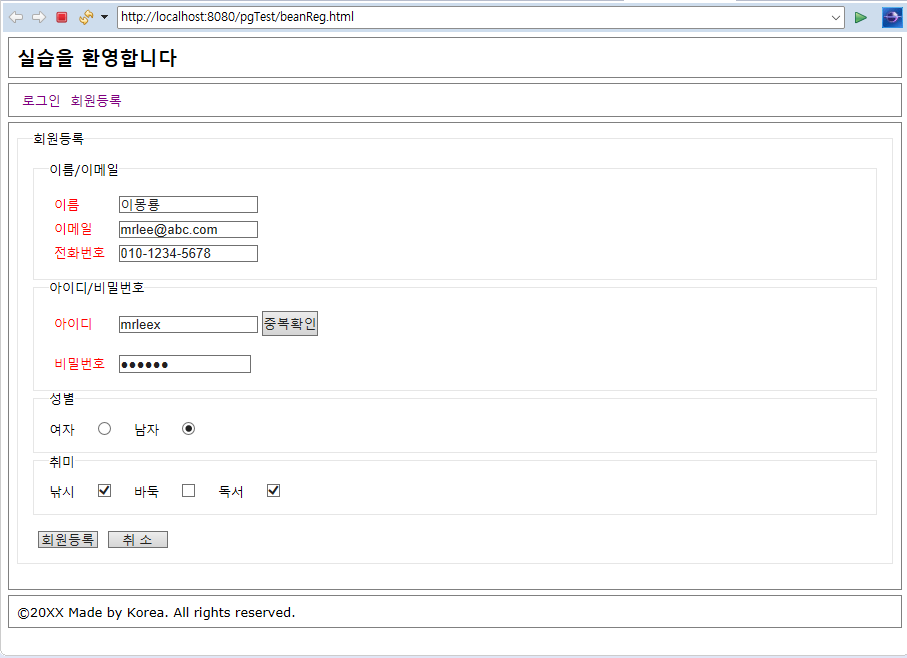 http://localhost:8080/pgTest/beanReg.html
실습을 환영합니다
로그인 회원등록
회원등록
이름/이메일
이름 이몽룡
이메일 mrlee@abc.com
전화번호 010-1234-5678
아이디/비밀번호
아이디 mrleex 중복확인
비밀번호 ●●●●●●
성별
여자 남자
취미
낚시 바둑 독서
회원등록 취 소
©20XX Made by Korea. All rights reserved.